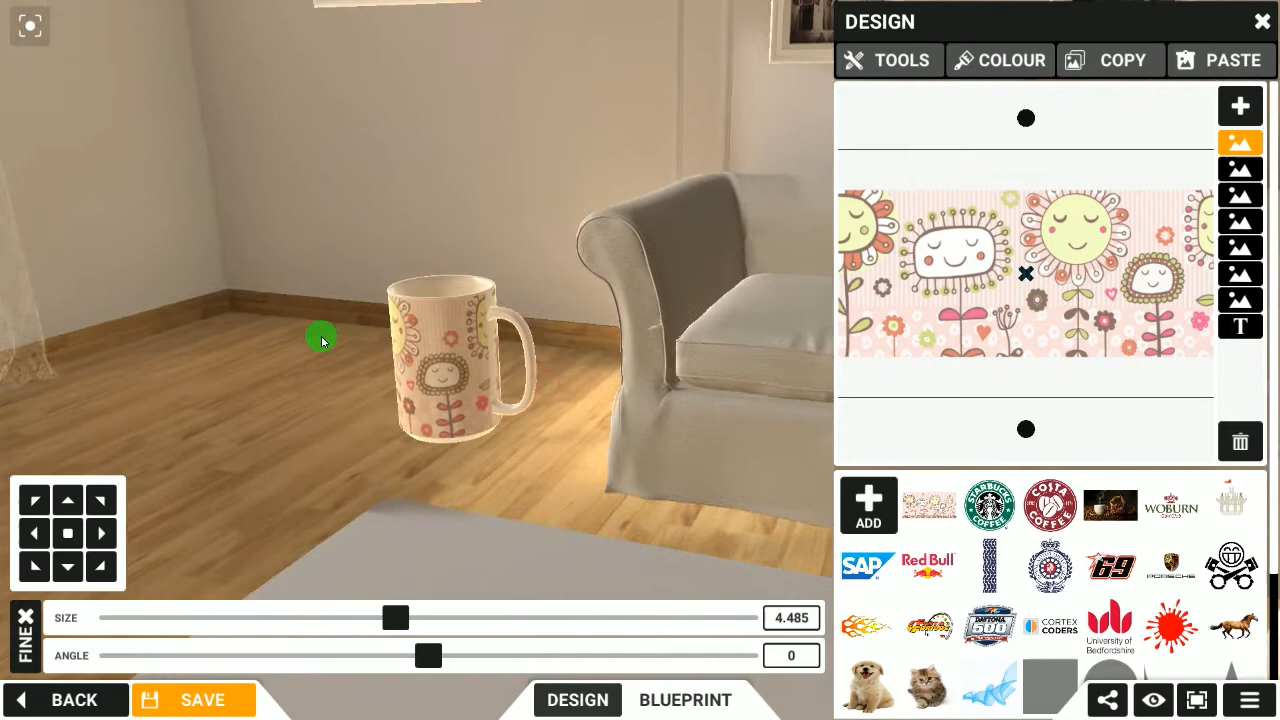 DESIGN
TOOLS
COLOUR
COPY
PASTE
T
ADD
STARBUCKS
COFFEE
COSTA
COFFEE
WOBURN
SAP
Red Bull
69
PORSCHE
DAYTONA
500
CORTEX
CODERS
University of
Bedfordshire
SIZE
4.485
FINE
ANGLE
0
BACK
SAVE
DESIGN
BLUEPRINT